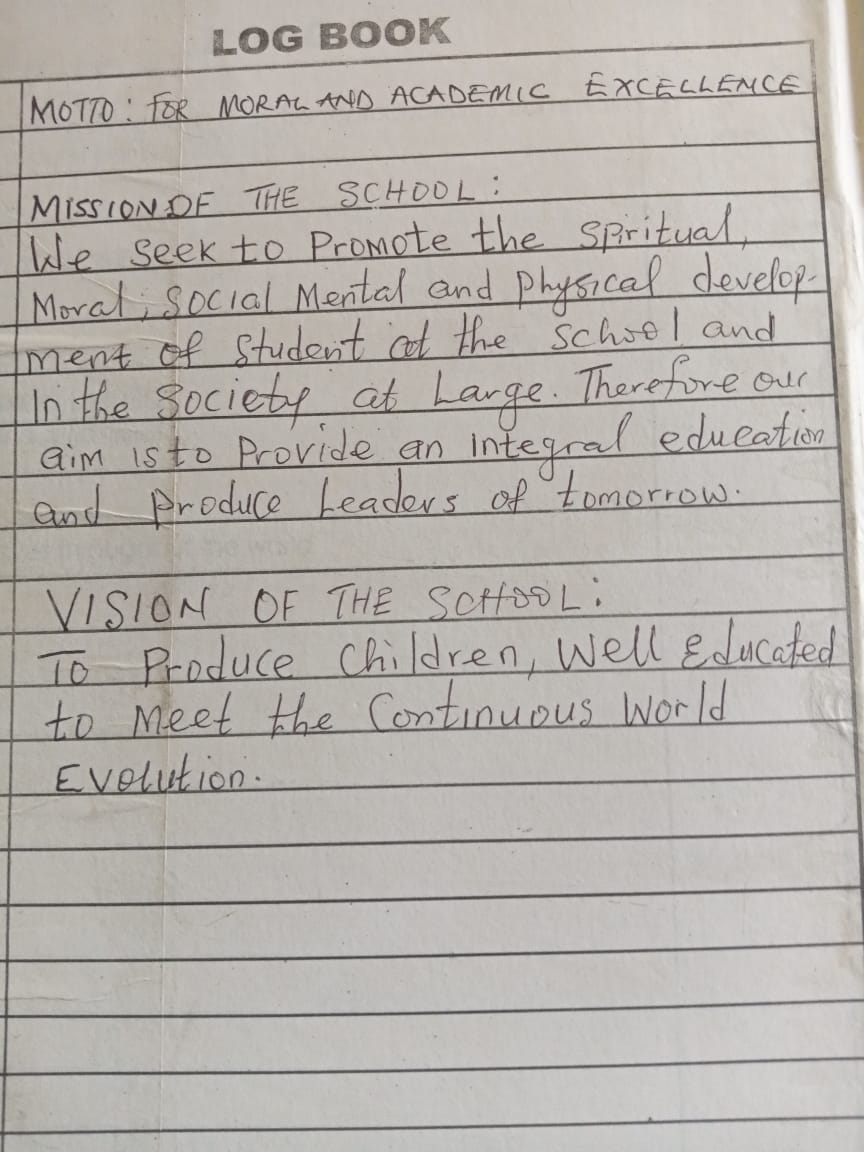 LOG BOOK
MOTTO: FOR MORAL AND ACADEMIC EXCELLENCE
MISSION OF THE SCHOOL:
We seek to Promote the Spiritual,
Moral, Social Mental and Physical develop-
ment of student at the school and
In the Society at Large. Therefore our
aim is to Provide an integral education
and Produce Leaders of tomorrow.
VISION OF THE SCHOOL:
To Produce Children, Well Educated
to Meet the Continuous World
Evolution.